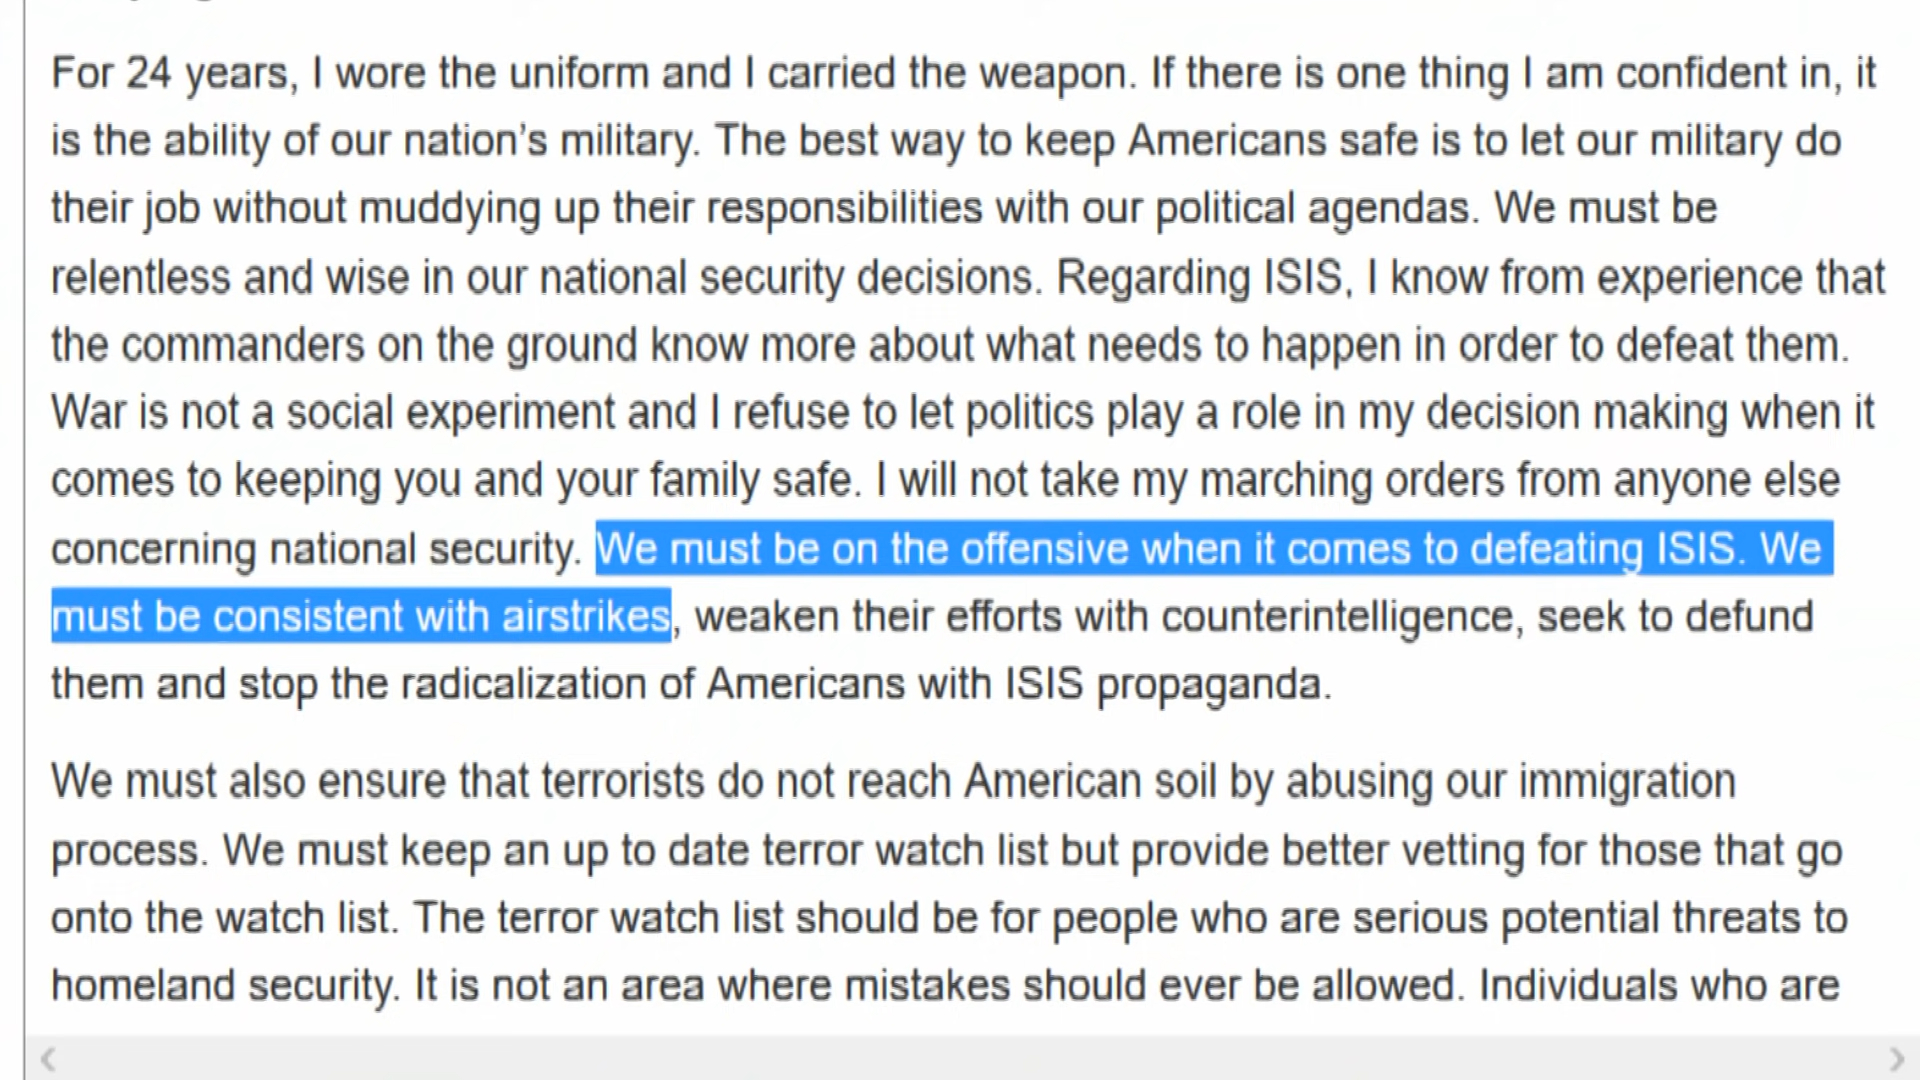 For 24 years, I wore the uniform and I carried the weapon. If there is one thing I am confident in, it
is the ability of our nation’s military. The best way to keep Americans safe is to let our military do
their job without muddying up their responsibilities with our political agendas. We must be
relentless and wise in our national security decisions. Regarding ISIS, I know from experience that
the commanders on the ground know more about what needs to happen in order to defeat them.
War is not a social experiment and I refuse to let politics play a role in my decision making when it
comes to keeping you and your family safe. I will not take my marching orders from anyone else
concerning national security. We must be on the offensive when it comes to defeating ISIS. We
must be consistent with airstrikes, weaken their efforts with counterintelligence, seek to defund
them and stop the radicalization of Americans with ISIS propaganda.
We must also ensure that terrorists do not reach American soil by abusing our immigration
process. We must keep an up to date terror watch list but provide better vetting for those that go
onto the watch list. The terror watch list should be for people who are serious potential threats to
homeland security. It is not an area where mistakes should ever be allowed. Individuals who are